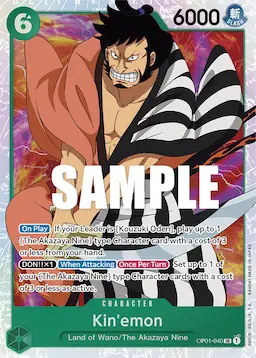 6
6000
斬
SLASH
SAMPLE
On Play If your Leader is [Kouzuki Oden], play up to 1
{The Akazaya Nine} type Character card with a cost of 3
or less from your hand.
DON!!×1 When Attacking Once Per Turn Set up to 1 of
your {The Akazaya Nine} type Character cards with a cost
of 3 or less as active.
CHARACTER
Kin'emon
Land of Wano/The Akazaya Nine
OP01-040 SR